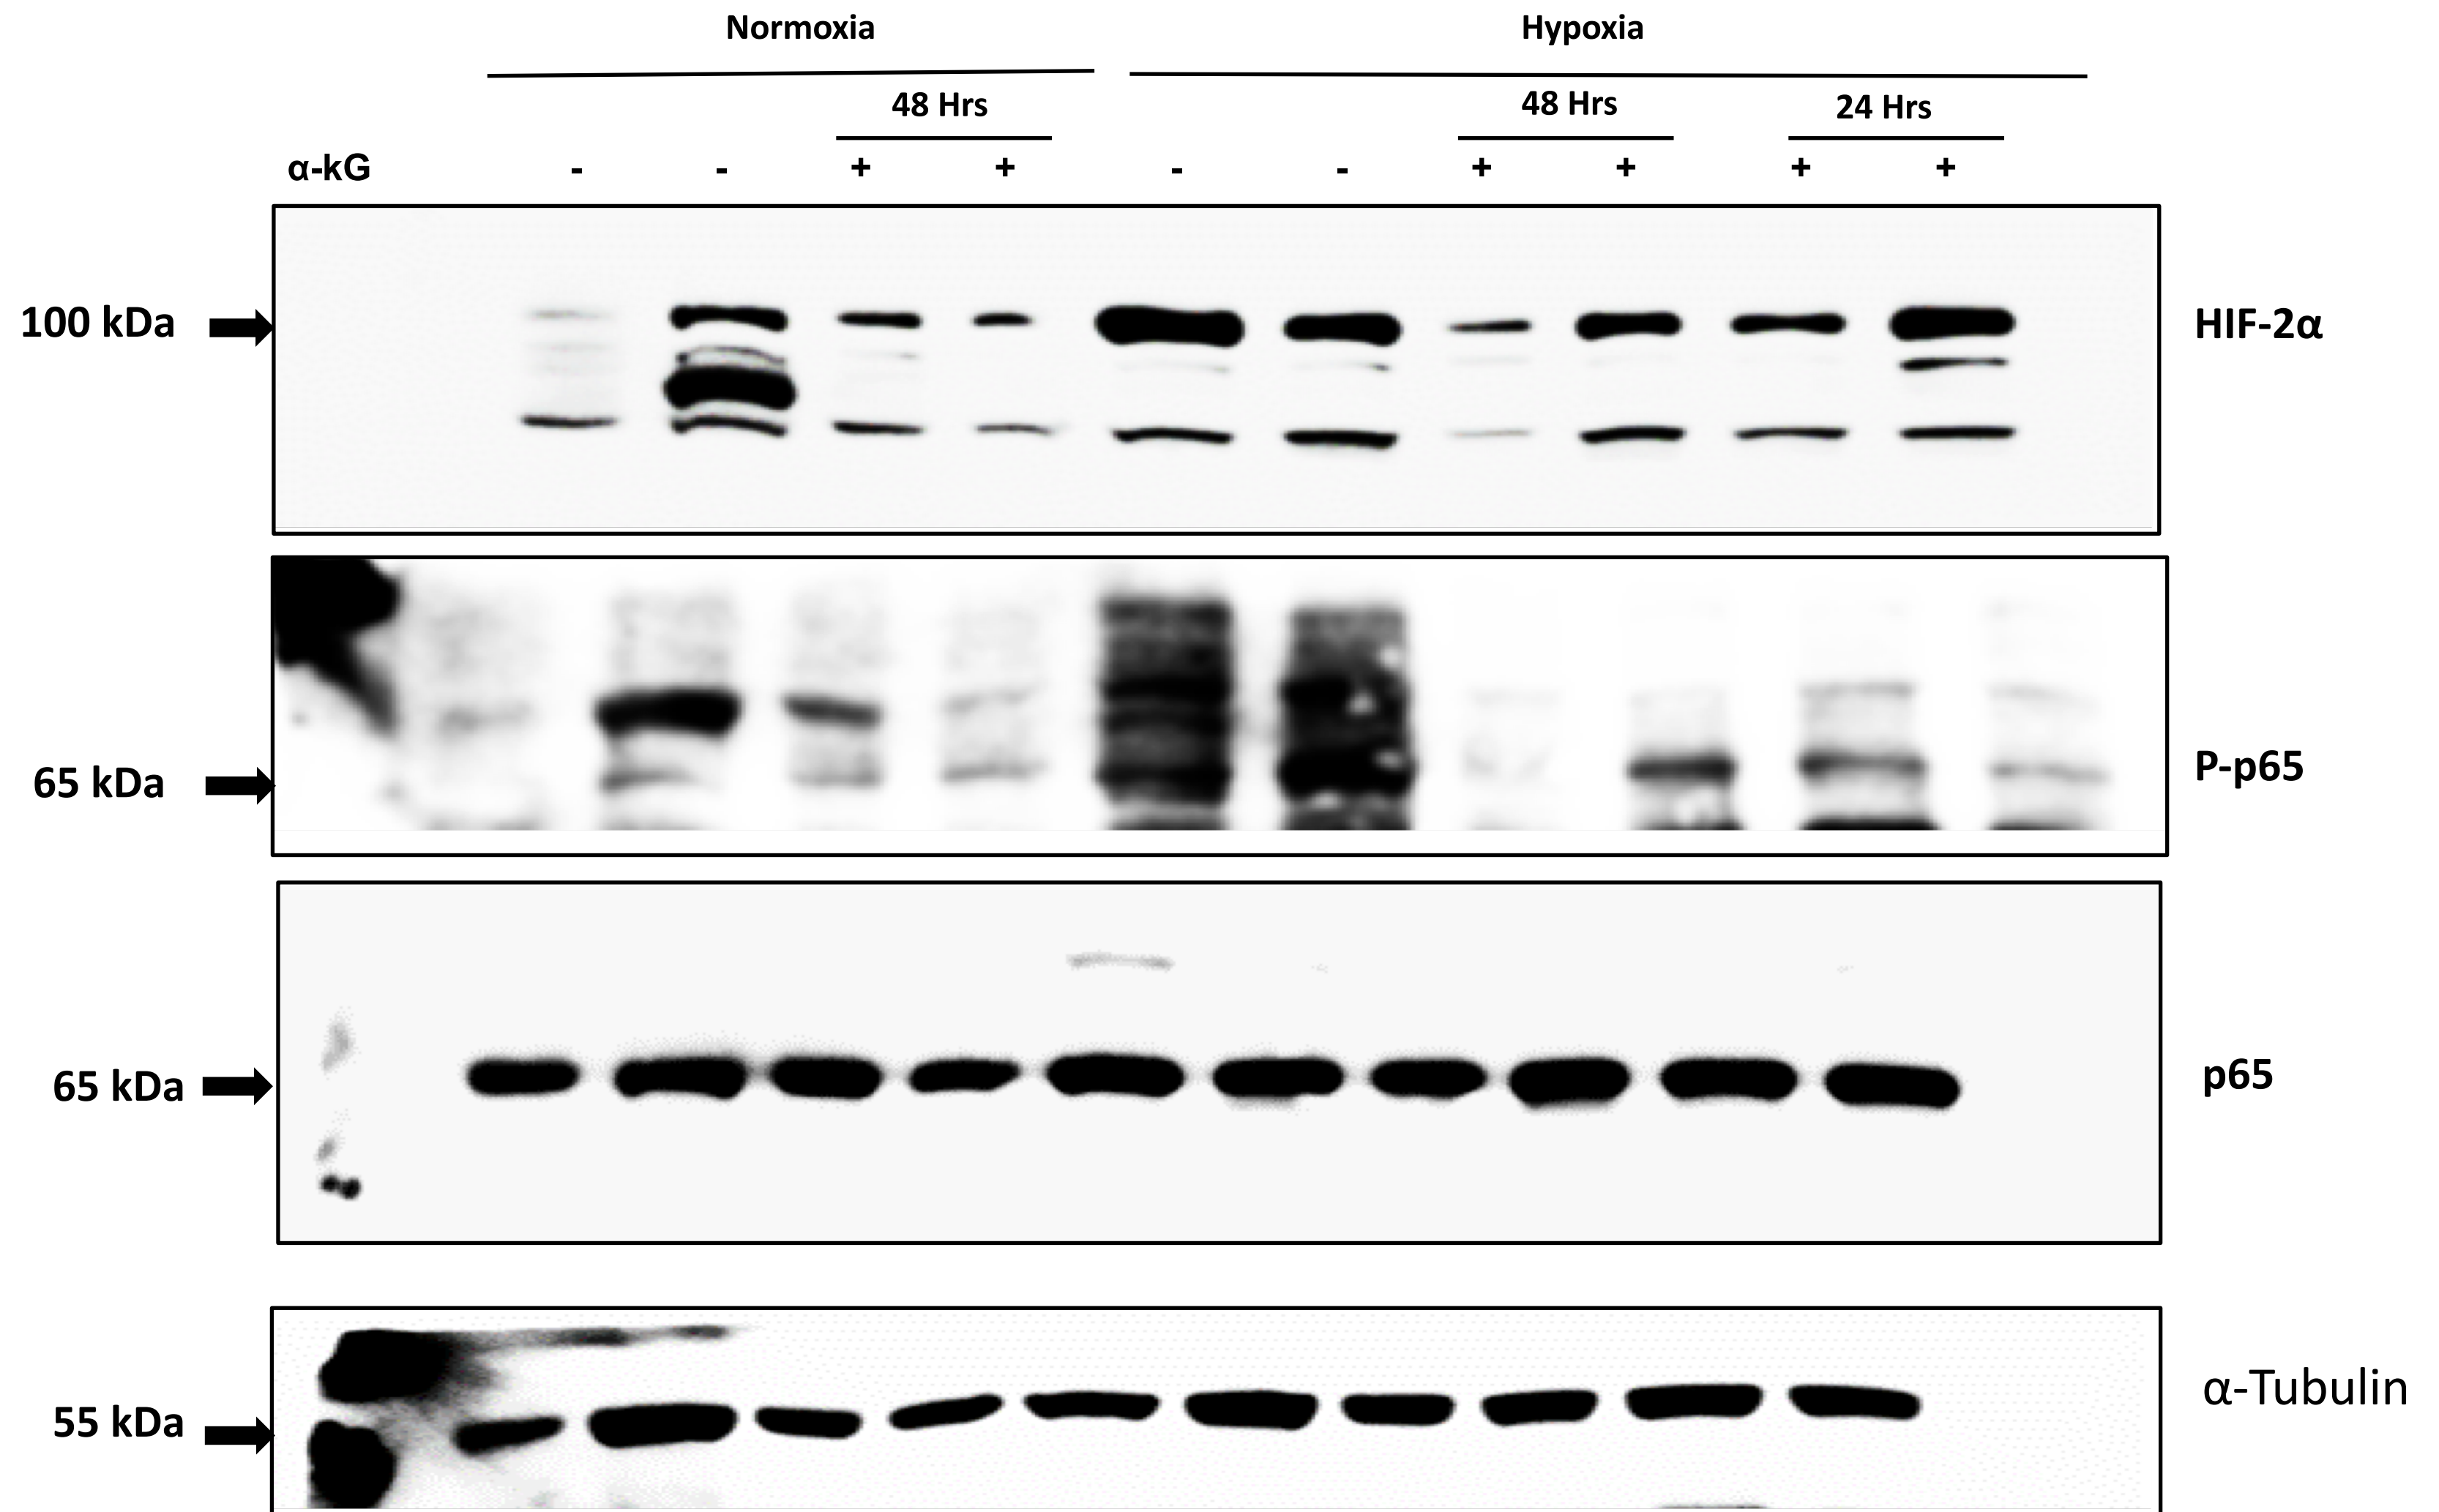 Normoxia Hypoxia
48 Hrs 48 Hrs 24 Hrs
α-kG - - + + - - + + + +
100 kDa HIF-2α
65 kDa P-p65
65 kDa p65
55 kDa α-Tubulin